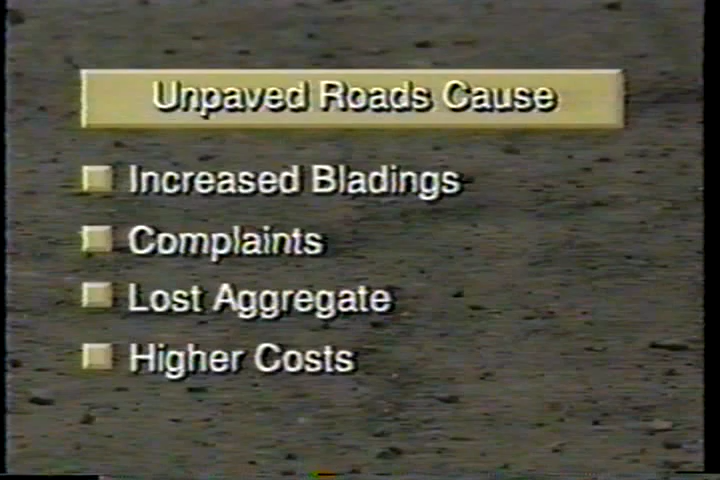 Unpaved Roads Cause
Increased Bladings
Complaints
Lost Aggregate
Higher Costs